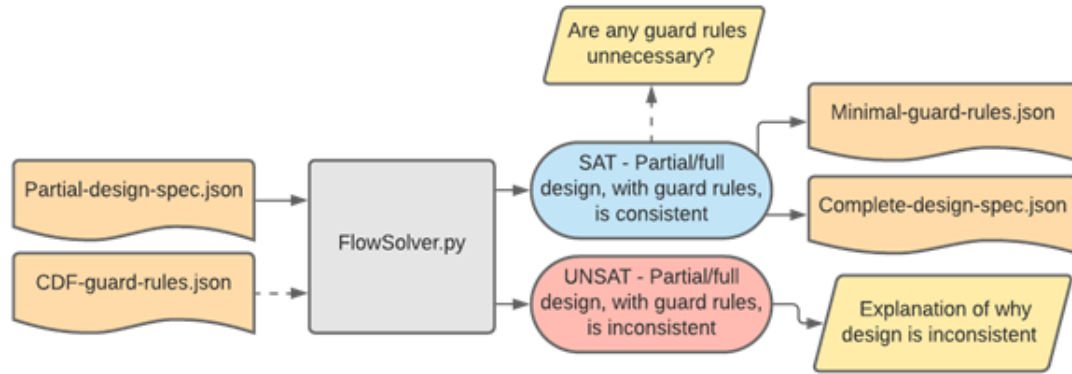 Are any guard rules
unnecessary?
Minimal-guard-rules.json
Partial-design-spec.json
SAT - Partial/full
design, with guard rules,
is consistent
Complete-design-spec.json
FlowSolver.py
CDF-guard-rules.json
UNSAT - Partial/full
design, with guard rules,
is inconsistent
Explanation of why
design is inconsistent